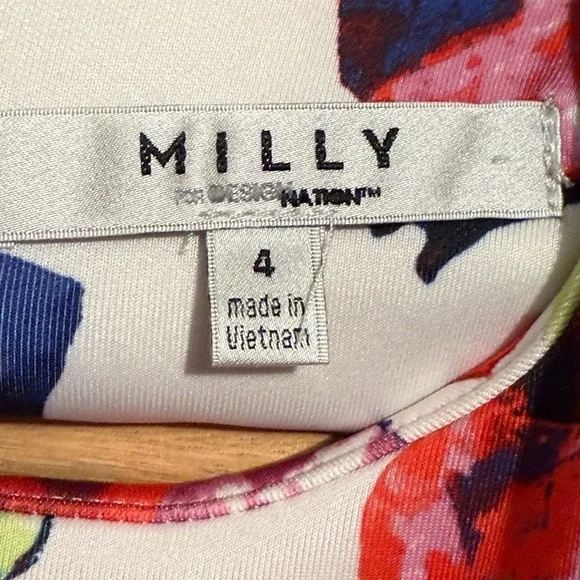 MILLY
FOR DESIGN NATION™
4
made in
Vietnam